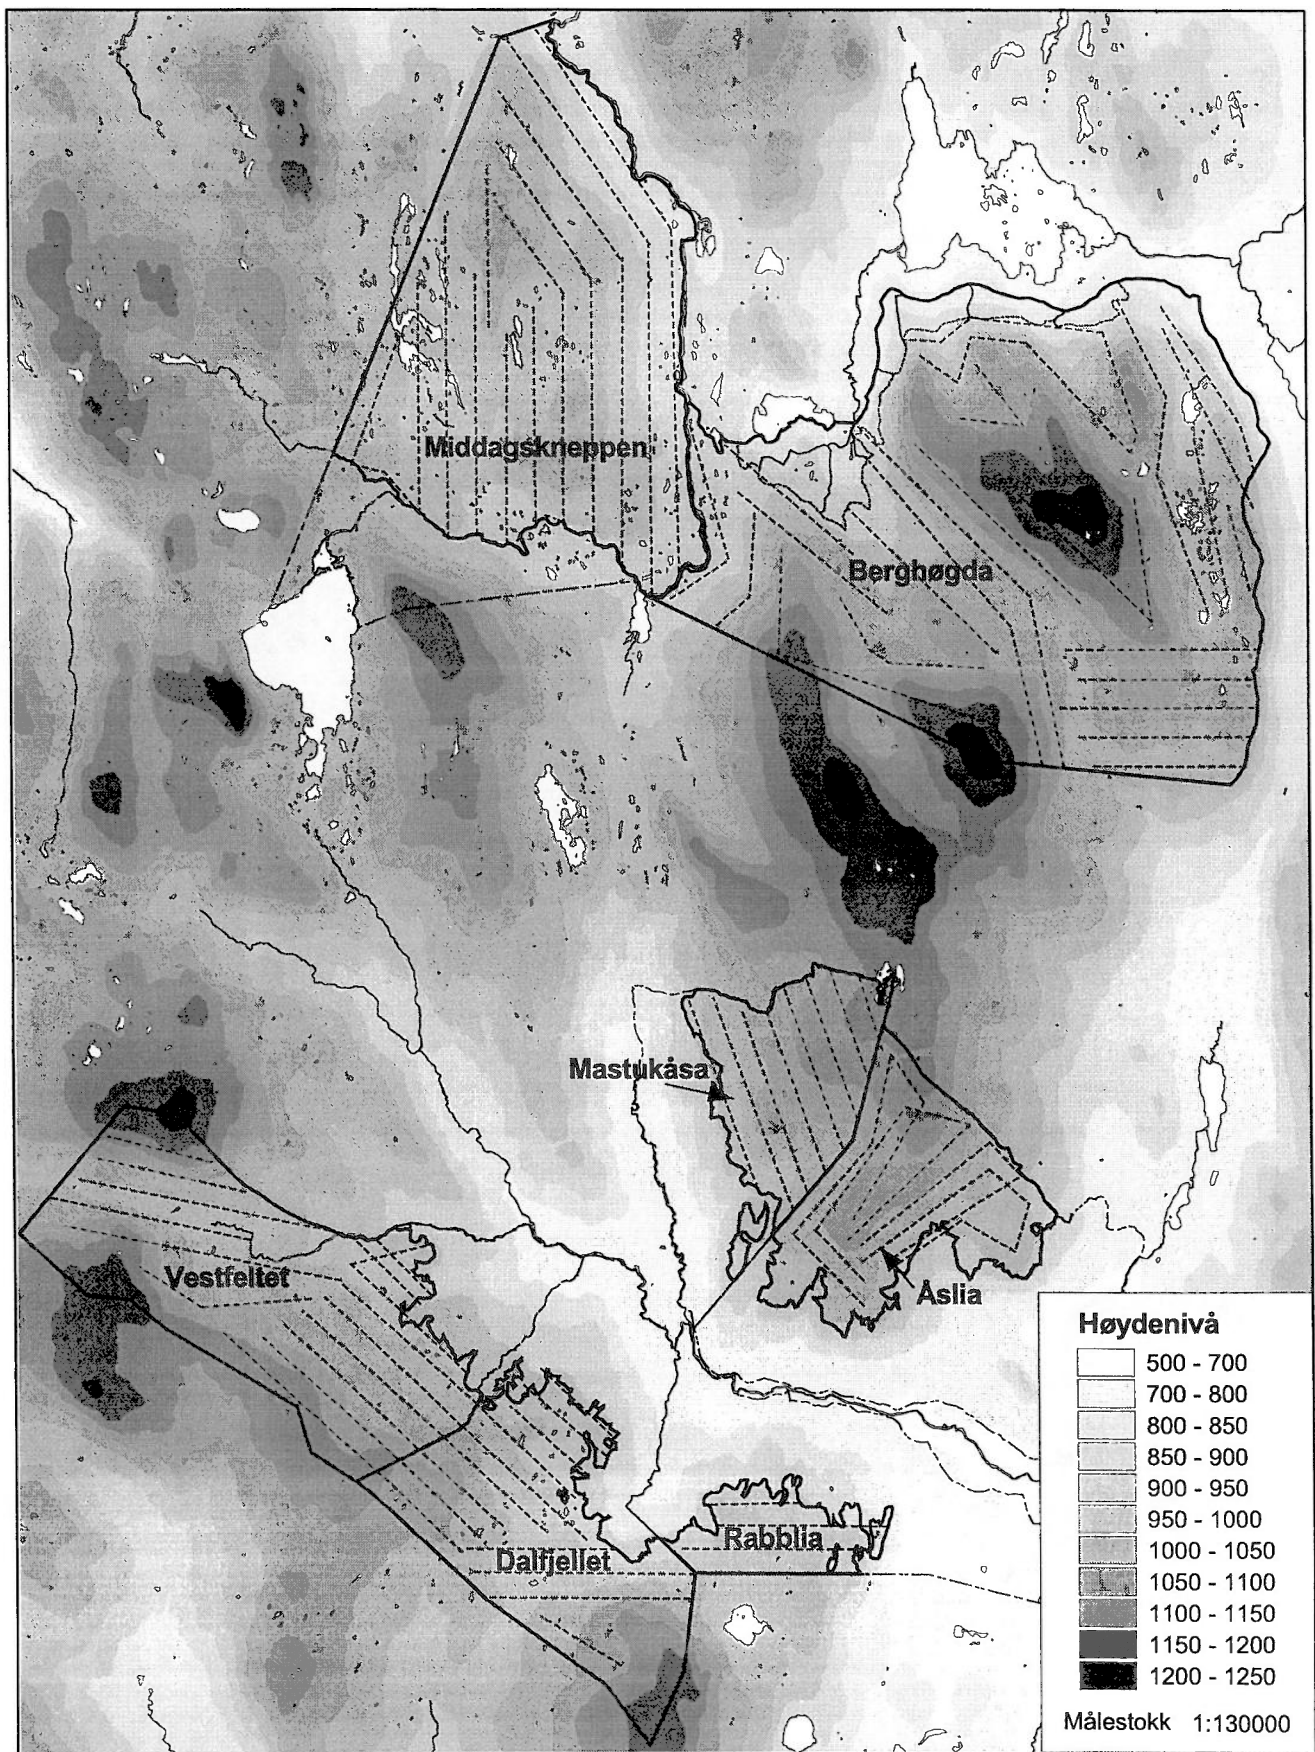 Middagskneppen
Berghøgda
Mastukåsa
Vestfeltet
Åslia
Rabblia
Dalfjellet
Høydenivå
500 - 700
700 - 800
800 - 850
850 - 900
900 - 950
950 - 1000
1000 - 1050
1050 - 1100
1100 - 1150
1150 - 1200
1200 - 1250
Målestokk 1:130000